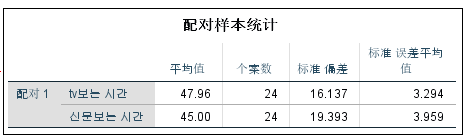 配对样本统计
平均值 个案数 标准 偏差 标准 误差平均值
配对 1 tv보는 시간 47.96 24 16.137 3.294
신문보는 시간 45.00 24 19.393 3.959